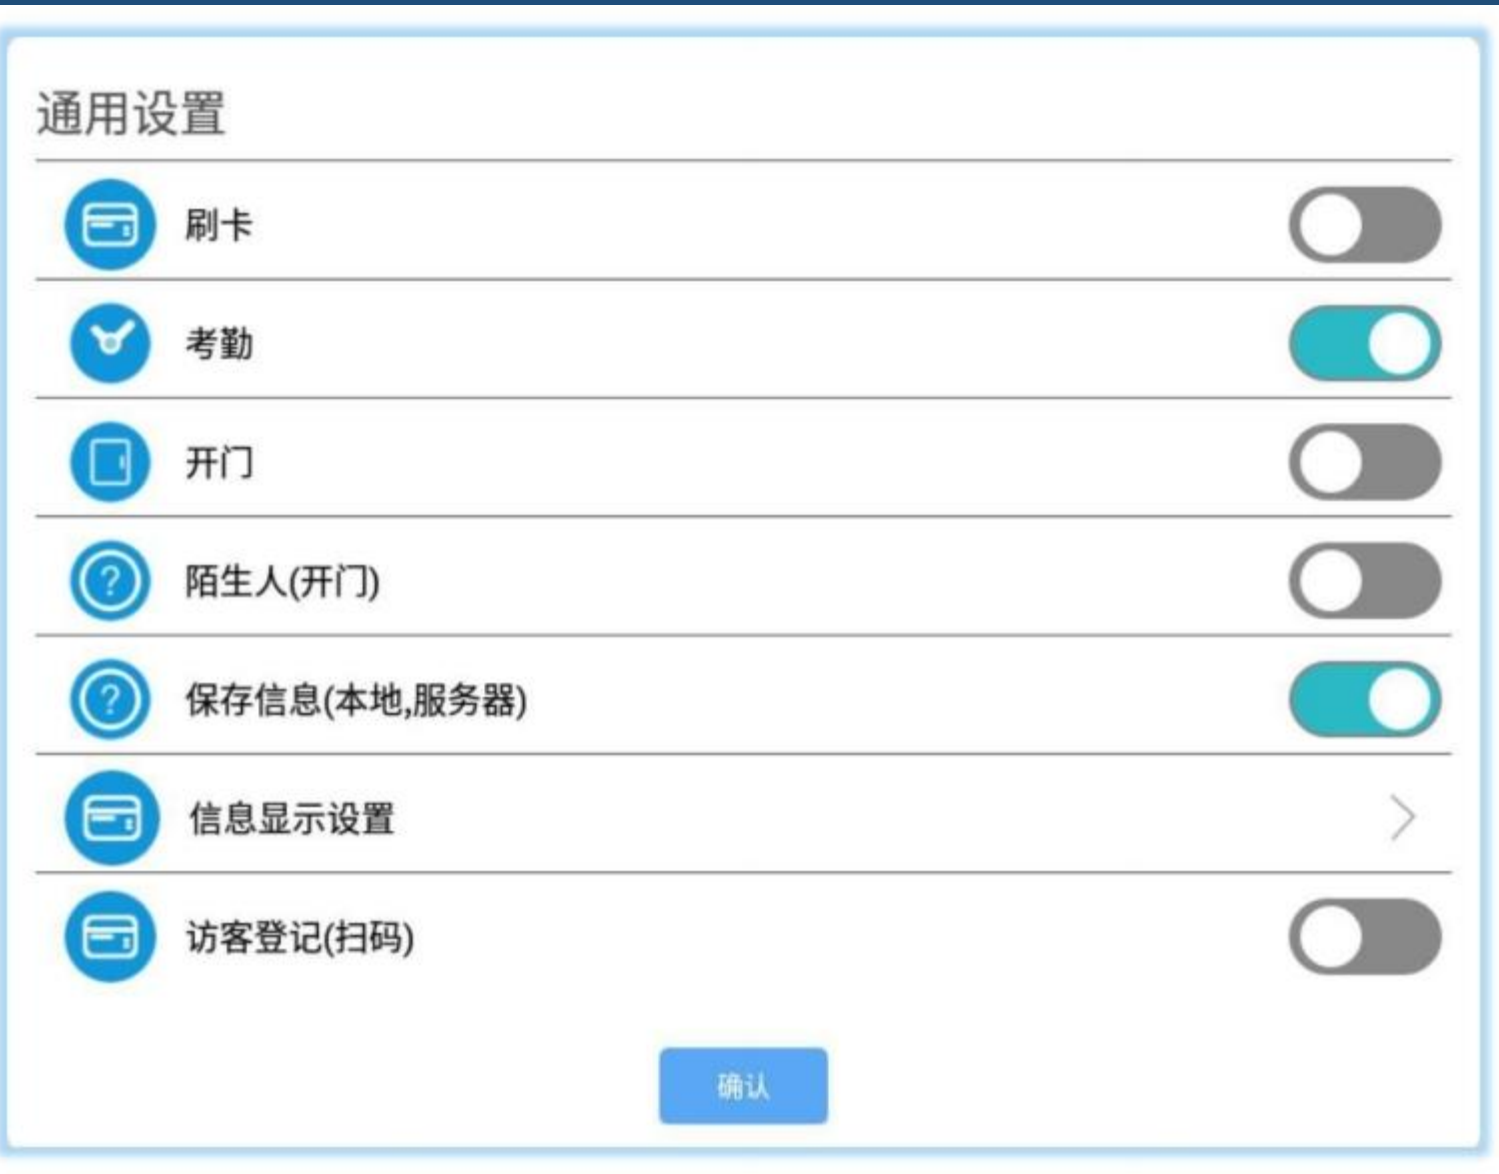 通用设置
刷卡
考勤
开门
陌生人(开门)
保存信息(本地,服务器)
信息显示设置
访客登记(扫码)
确认